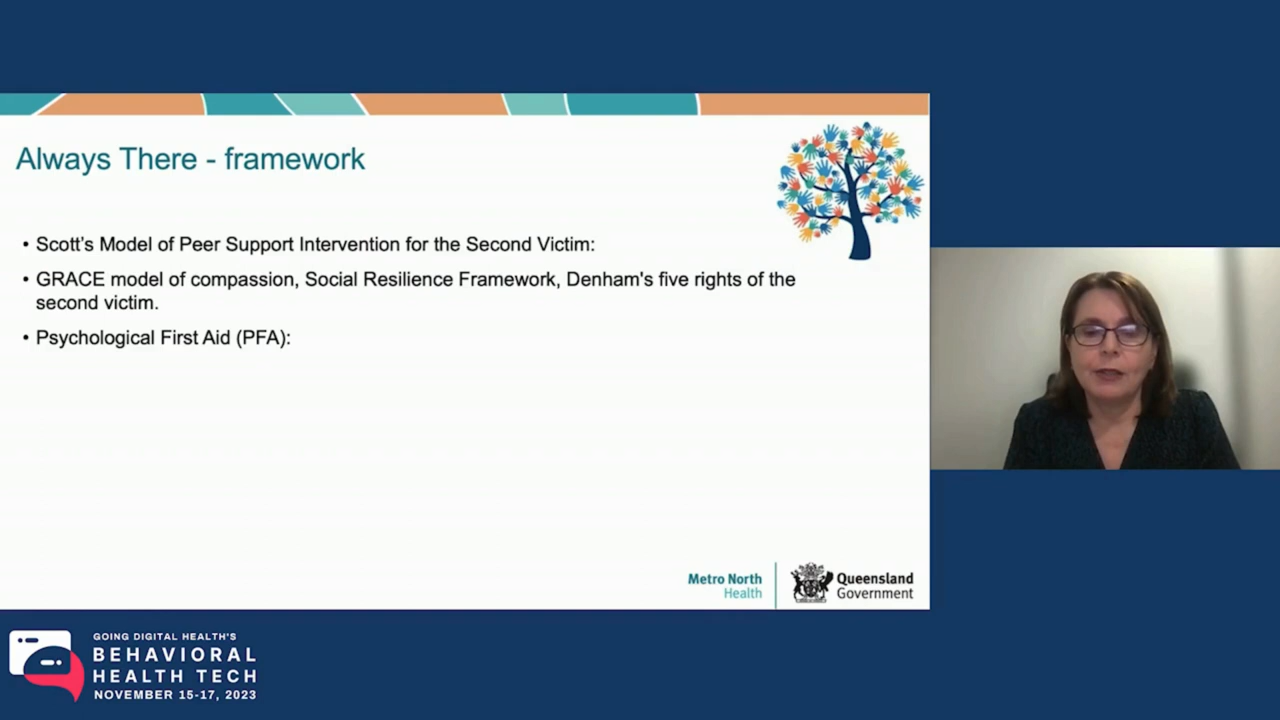 Always There - framework
• Scott's Model of Peer Support Intervention for the Second Victim:
• GRACE model of compassion, Social Resilience Framework, Denham's five rights of the
second victim.
• Psychological First Aid (PFA):
Metro North
Health
Queensland
Government
GOING DIGITAL HEALTH'S
BEHAVIORAL
HEALTH TECH
NOVEMBER 15-17, 2023